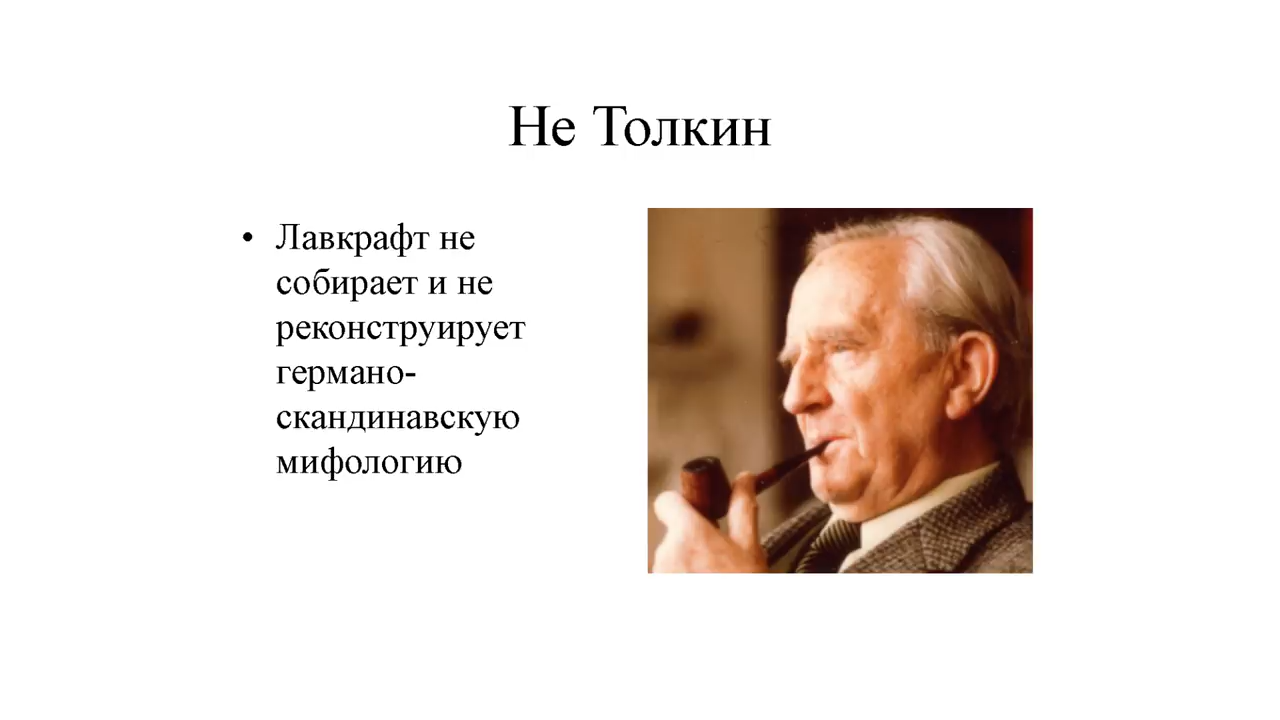 Не Толкин
• Лавкрафт не
собирает и не
реконструирует
германо-
скандинавскую
мифологию